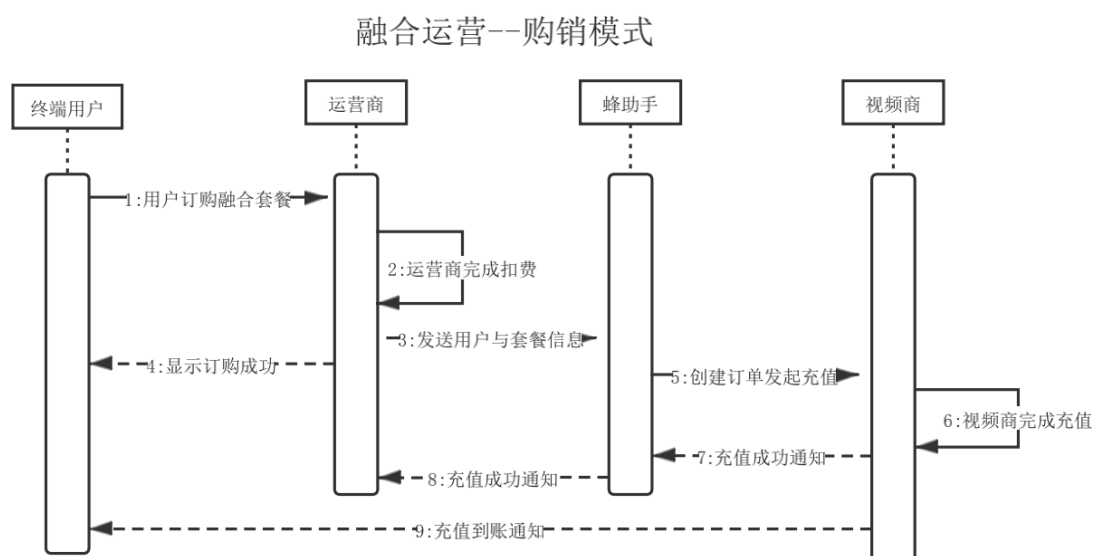 融合运营--购销模式
终端用户
运营商
蜂助手
视频商
1:用户订购融合套餐
2:运营商完成扣费
3:发送用户与套餐信息
4:显示订购成功
5:创建订单发起充值
6:视频商完成充值
7:充值成功通知
8:充值成功通知
9:充值到账通知